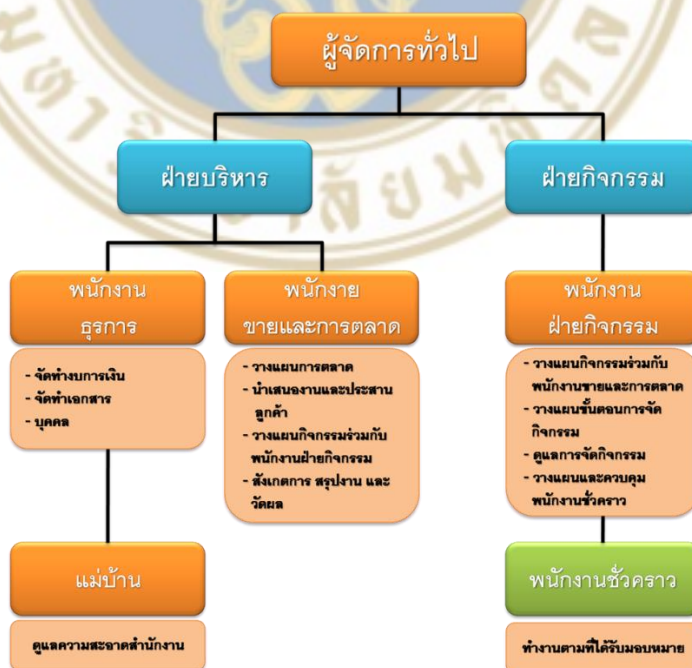 ผู้จัดการทั่วไป
ฝ่ายบริหาร
ฝ่ายกิจกรรม
พนักงาน
ธุรการ
- จัดทำงบการเงิน
- จัดทำเอกสาร
- บุคคล
พนักงาย
ขายและการตลาด
- วางแผนการตลาด
- นำเสนองานและประสาน
ลูกค้า
- วางแผนกิจกรรมร่วมกับ
พนักงานฝ่ายกิจกรรม
- สังเกตการ สรุปงาน และ
วัดผล
พนักงาน
ฝ่ายกิจกรรม
- วางแผนกิจกรรมร่วมกับ
พนักงานขายและการตลาด
- วางแผนขั้นตอนการจัด
กิจกรรม
- ดูแลการจัดกิจกรรม
- วางแผนและควบคุม
พนักงานชั่วคราว
แม่บ้าน
ดูแลความสะอาดสำนักงาน
พนักงานชั่วคราว
ทำงานตามที่ได้รับมอบหมาย